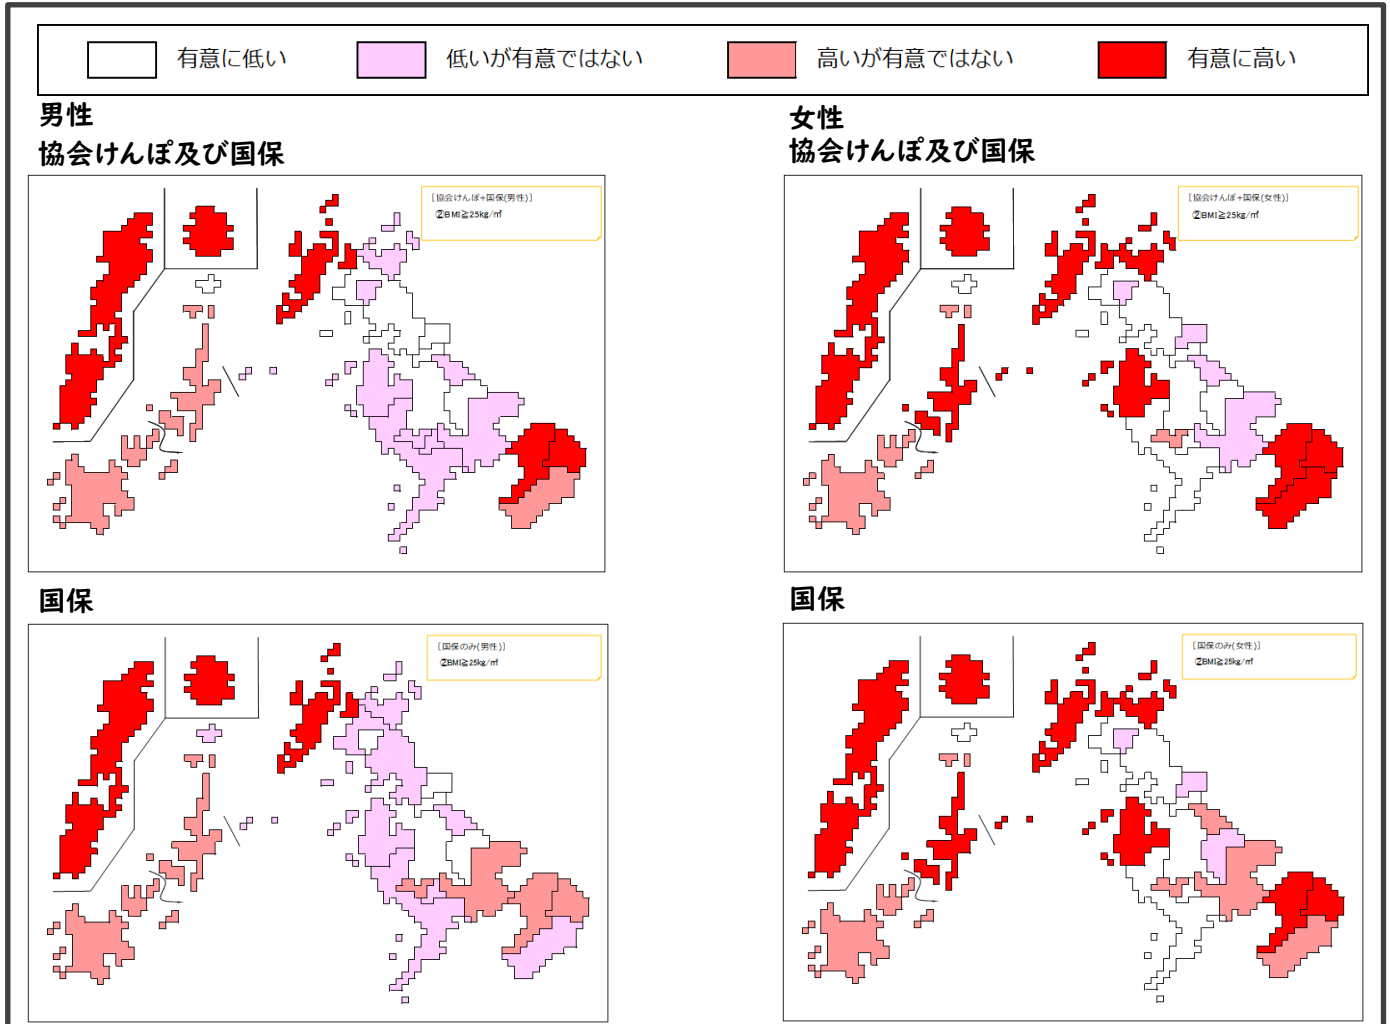 有意に低い
低いが有意ではない
高いが有意ではない
有意に高い
男性
協会けんぽ及び国保
女性
協会けんぽ及び国保
［協会けんぽ+国保(男性)］
②BMI≧25kg/㎡
［協会けんぽ+国保(女性)］
②BMI≧25kg/㎡
国保
国保
［国保のみ(男性)］
②BMI≧25kg/㎡
［国保のみ(女性)］
②BMI≧25kg/㎡